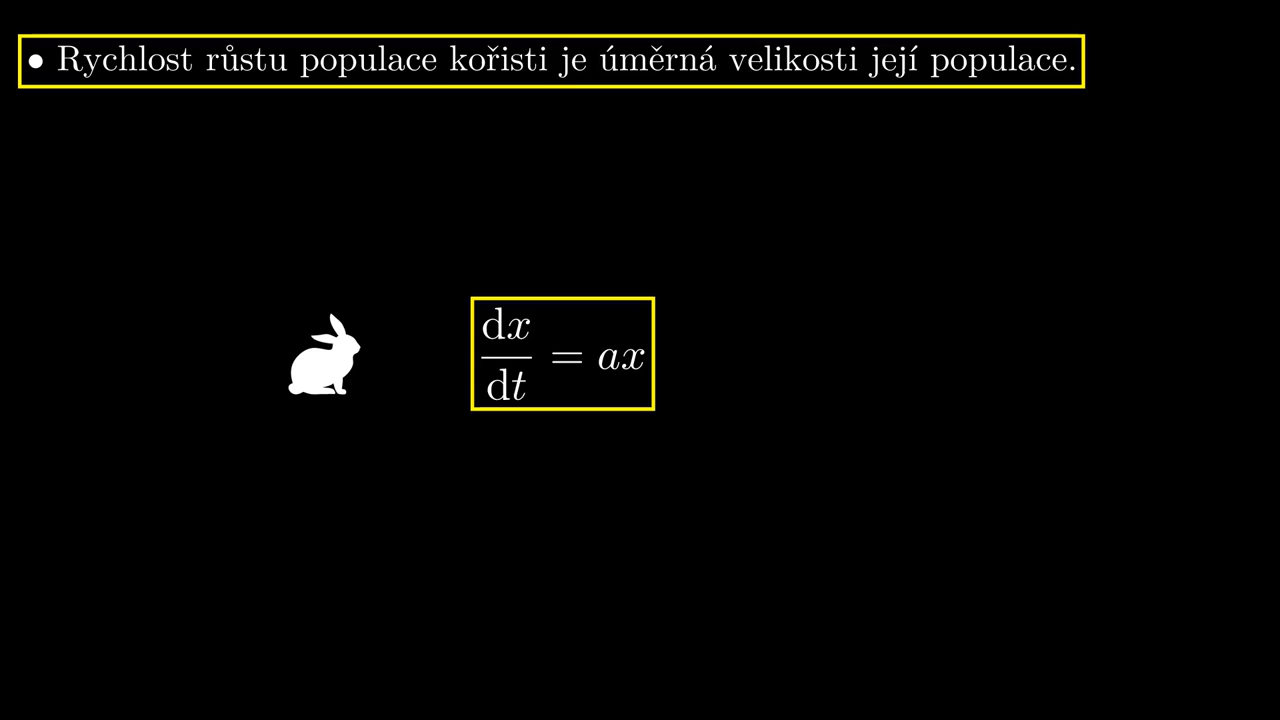 • Rychlost růstu populace kořisti je úměrná velikosti její populace.
dx/dt = ax